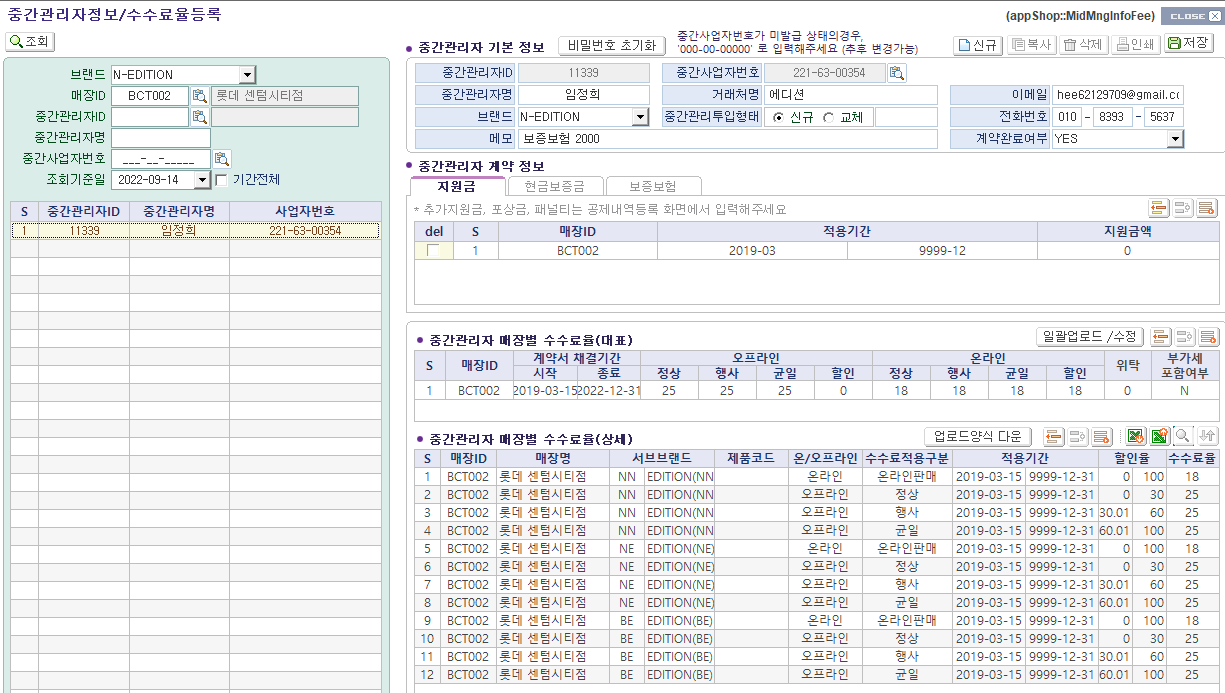 중간관리자정보/수수료율등록
(appShop::MidMngInfoFee) CLOSE
조회
브랜드 N-EDITION
매장ID BCT002 롯데 센텀시티점
중간관리자ID
중간관리자명
중간사업자번호 ___-__-_____
조회기준일 2022-09-14 기간전체
S 중간관리자ID 중간관리자명 사업자번호
1 11339 임정희 221-63-00354
중간관리자 기본 정보 비밀번호 초기화
중간사업자번호가 미발급 상태의경우,
'000-00-00000' 로 입력해주세요 (추후 변경가능)
신규 복사 삭제 인쇄 저장
중간관리자ID 11339 중간사업자번호 221-63-00354
중간관리자명 임정희 거래처명 에디션 이메일 hee62129709@gmail.co
브랜드 N-EDITION 중간관리투입형태 신규 교체 전화번호 010 - 8393 - 5637
메모 보증보험 2000 계약완료여부 YES
중간관리자 계약 정보
지원금 현금보증금 보증보험
* 추가지원금, 포상금, 패널티는 공제내역등록 화면에서 입력해주세요
del S 매장ID 적용기간 지원금액
1 BCT002 2019-03 9999-12 0
중간관리자 매장별 수수료율(대표) 일괄업로드 /수정
S 매장ID 계약서 채결기간 오프라인 온라인 위탁 부가세
시작 종료 정상 행사 균일 할인 정상 행사 균일 할인 포함여부
1 BCT002 2019-03-15 2022-12-31 25 25 25 0 18 18 18 18 0 N
중간관리자 매장별 수수료율(상세) 업로드양식 다운
S 매장ID 매장명 서브브랜드 제품코드 온/오프라인 수수료적용구분 적용기간 할인율 수수료율
1 BCT002 롯데 센텀시티점 NN EDITION(NN 온라인 온라인판매 2019-03-15 9999-12-31 0 100 18
2 BCT002 롯데 센텀시티점 NN EDITION(NN 오프라인 정상 2019-03-15 9999-12-31 0 30 25
3 BCT002 롯데 센텀시티점 NN EDITION(NN 오프라인 행사 2019-03-15 9999-12-31 30.01 60 25
4 BCT002 롯데 센텀시티점 NN EDITION(NN 오프라인 균일 2019-03-15 9999-12-31 60.01 100 25
5 BCT002 롯데 센텀시티점 NE EDITION(NE) 온라인 온라인판매 2019-03-15 9999-12-31 0 100 18
6 BCT002 롯데 센텀시티점 NE EDITION(NE) 오프라인 정상 2019-03-15 9999-12-31 0 30 25
7 BCT002 롯데 센텀시티점 NE EDITION(NE) 오프라인 행사 2019-03-15 9999-12-31 30.01 60 25
8 BCT002 롯데 센텀시티점 NE EDITION(NE) 오프라인 균일 2019-03-15 9999-12-31 60.01 100 25
9 BCT002 롯데 센텀시티점 BE EDITION(BE) 온라인 온라인판매 2019-03-15 9999-12-31 0 100 18
10 BCT002 롯데 센텀시티점 BE EDITION(BE) 오프라인 정상 2019-03-15 9999-12-31 0 30 25
11 BCT002 롯데 센텀시티점 BE EDITION(BE) 오프라인 행사 2019-03-15 9999-12-31 30.01 60 25
12 BCT002 롯데 센텀시티점 BE EDITION(BE) 오프라인 균일 2019-03-15 9999-12-31 60.01 100 25